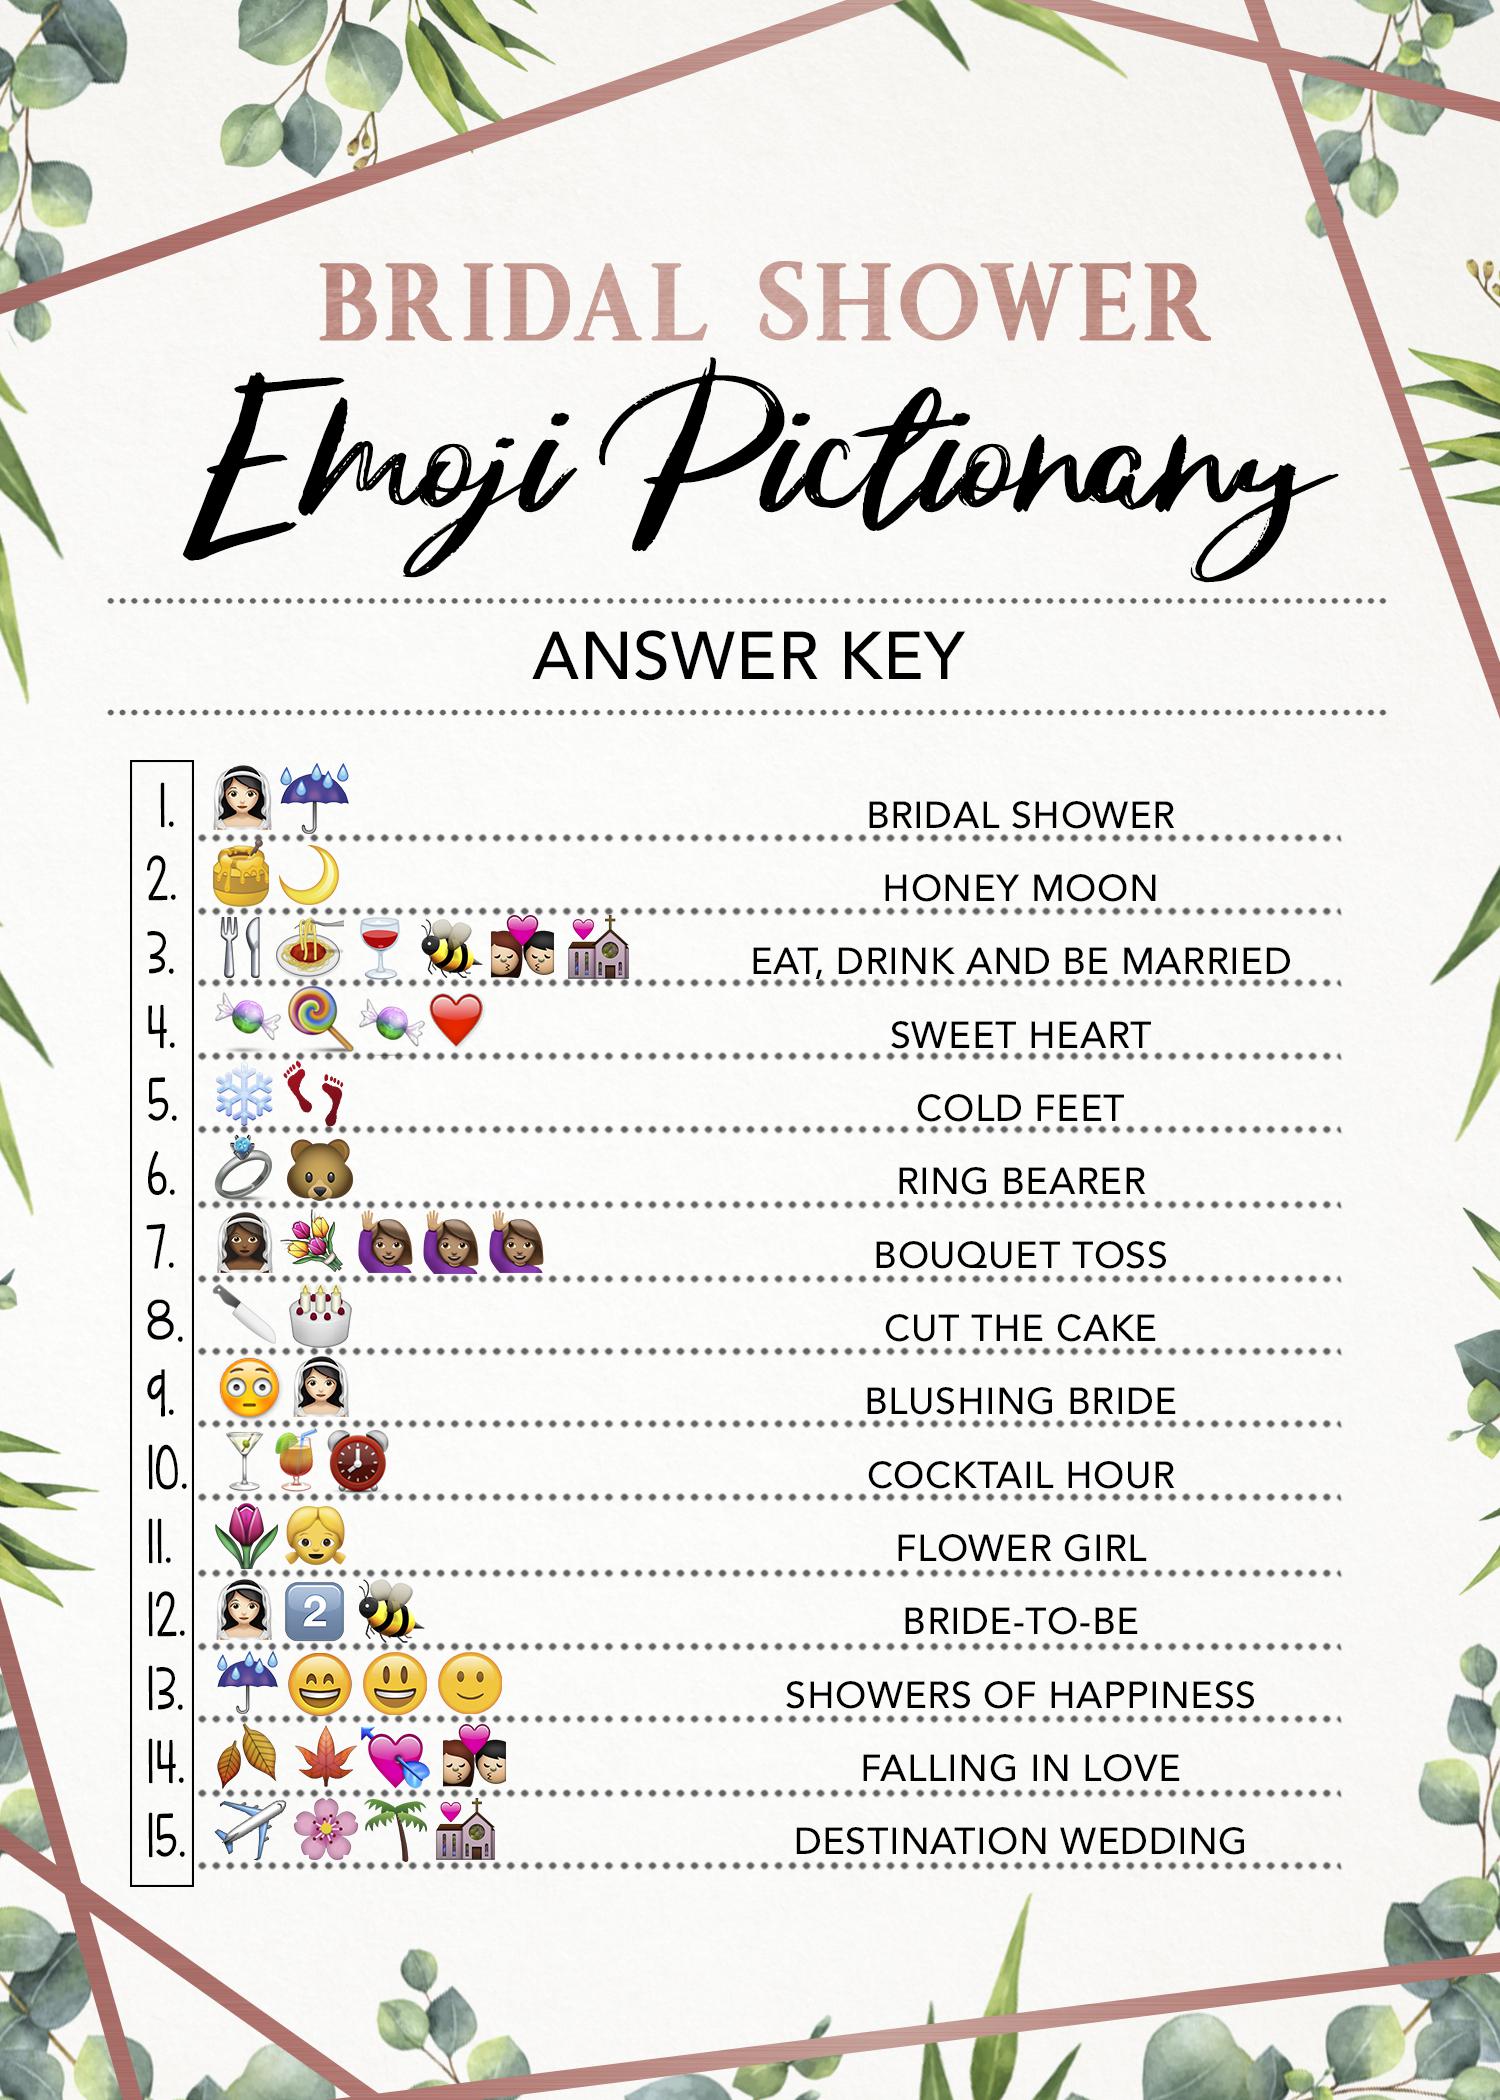 BRIDAL SHOWER
Emoji Pictionary
ANSWER KEY
1. BRIDAL SHOWER
2. HONEY MOON
3. EAT, DRINK AND BE MARRIED
4. SWEET HEART
5. COLD FEET
6. RING BEARER
7. BOUQUET TOSS
8. CUT THE CAKE
9. BLUSHING BRIDE
10. COCKTAIL HOUR
11. FLOWER GIRL
12. 2 BRIDE-TO-BE
13. SHOWERS OF HAPPINESS
14. FALLING IN LOVE
15. DESTINATION WEDDING